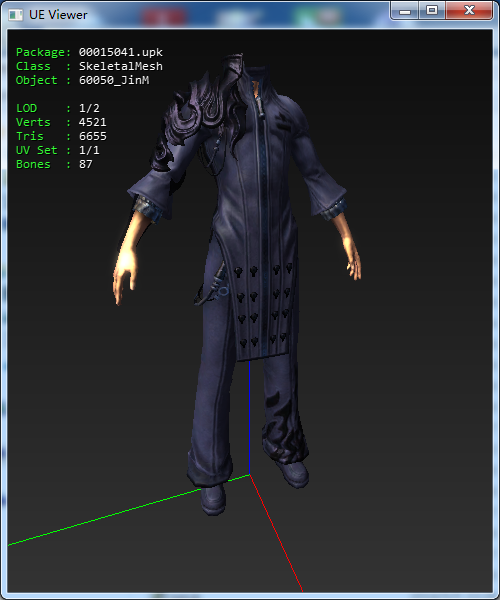 UE Viewer
Package: 00015041.upk
Class : SkeletalMesh
Object : 60050_JinM
LOD : 1/2
Verts : 4521
Tris : 6655
UV Set : 1/1
Bones : 87